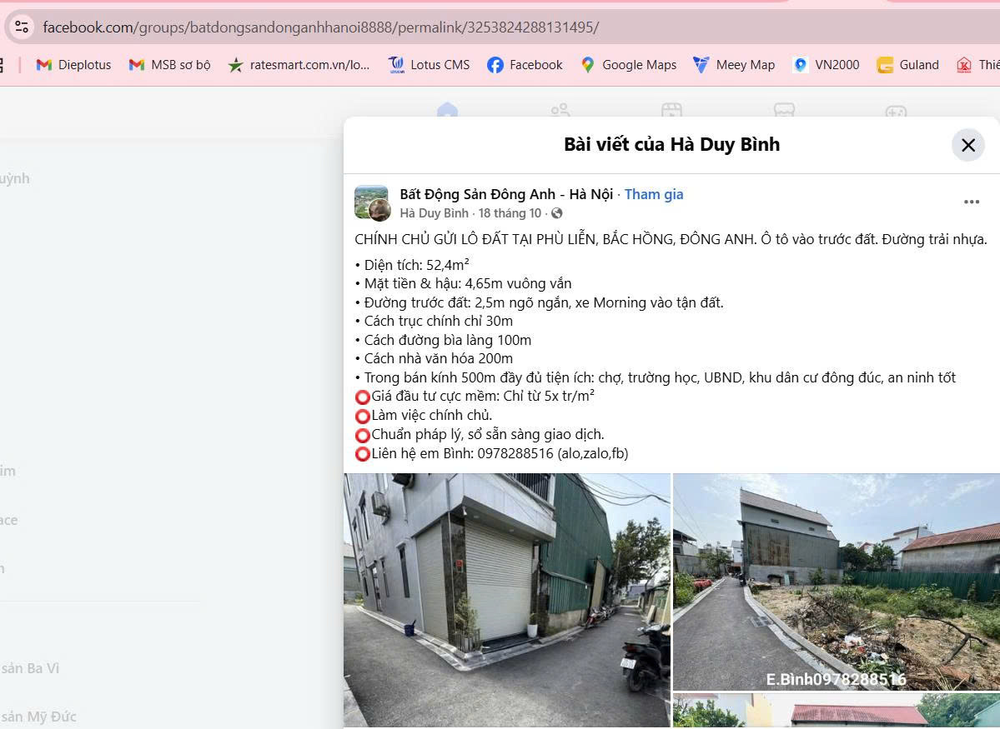 facebook.com/groups/batdongsandonganhhanoi8888/permalink/3253824288131495/
Dieplotus MSB sơ bộ ratesmart.com.vn/lo... Lotus CMS Facebook Google Maps Meey Map VN2000 Guland Thiê
Bài viết của Hà Duy Bình
uỳnh
Bất Động Sản Đông Anh - Hà Nội · Tham gia
Hà Duy Bình · 18 tháng 10 ·
CHÍNH CHỦ GỬI LÔ ĐẤT TẠI PHÙ LIỄN, BẮC HỒNG, ĐÔNG ANH. Ô tô vào trước đất. Đường trải nhựa.
• Diện tích: 52,4m²
• Mặt tiền & hậu: 4,65m vuông vắn
• Đường trước đất: 2,5m ngõ ngắn, xe Morning vào tận đất.
• Cách trục chính chỉ 30m
• Cách đường bìa làng 100m
• Cách nhà văn hóa 200m
• Trong bán kính 500m đầy đủ tiện ích: chợ, trường học, UBND, khu dân cư đông đúc, an ninh tốt
⭕Giá đầu tư cực mềm: Chỉ từ 5x tr/m²
⭕Làm việc chính chủ.
⭕Chuẩn pháp lý, sổ sẵn sàng giao dịch.
⭕Liên hệ em Bình: 0978288516 (alo,zalo,fb)
im
ace
n
sản Ba Vì
sản Mỹ Đức
E.Bình0978288516